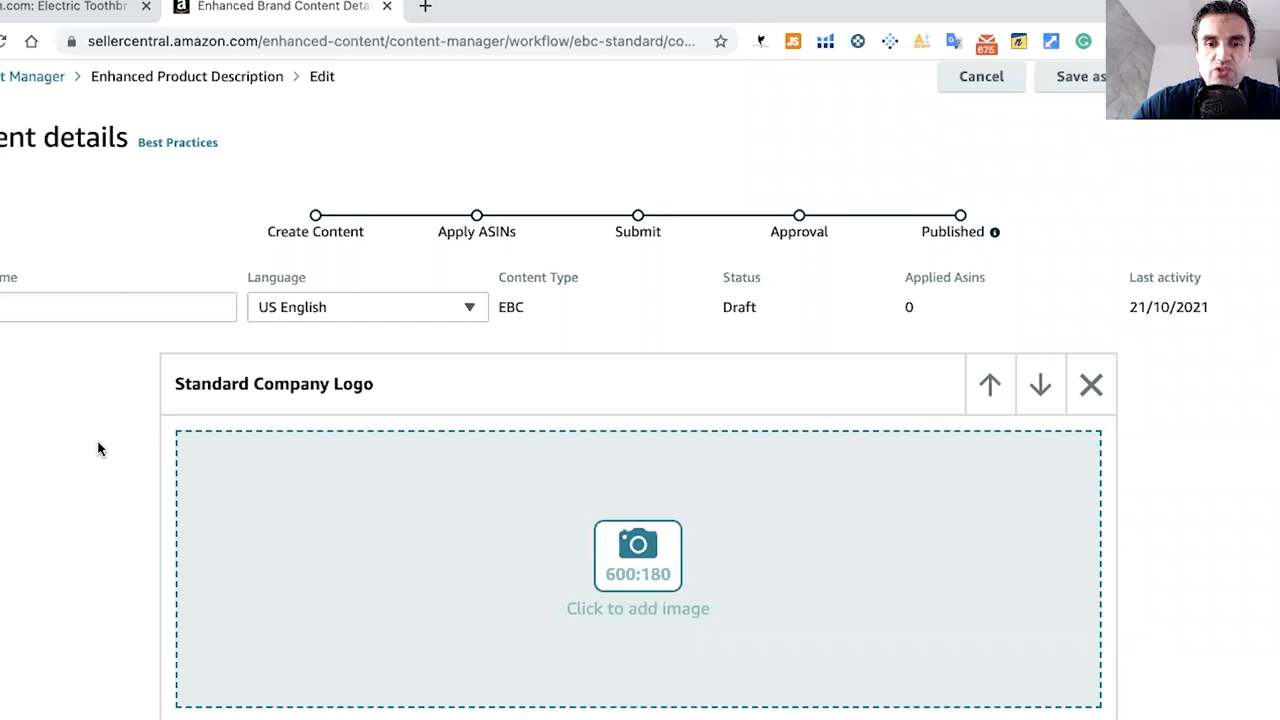 n.com: Electric Toothbr
Enhanced Brand Content Deta
sellercentral.amazon.com/enhanced-content/content-manager/workflow/ebc-standard/co...
JS
675
n
t Manager > Enhanced Product Description > Edit
Cancel
Save as
ent details
Best Practices
Create Content
Apply ASINs
Submit
Approval
Published
me
Language
Content Type
Status
Applied Asins
Last activity
US English
EBC
Draft
0
21/10/2021
Standard Company Logo
600:180
Click to add image